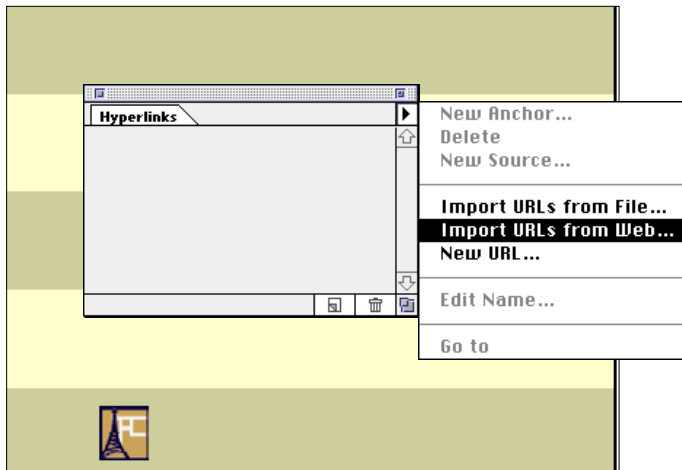 Hyperlinks
New Anchor...
Delete
New Source...
Import URLs from File...
Import URLs from Web...
New URL...
Edit Name...
Go to